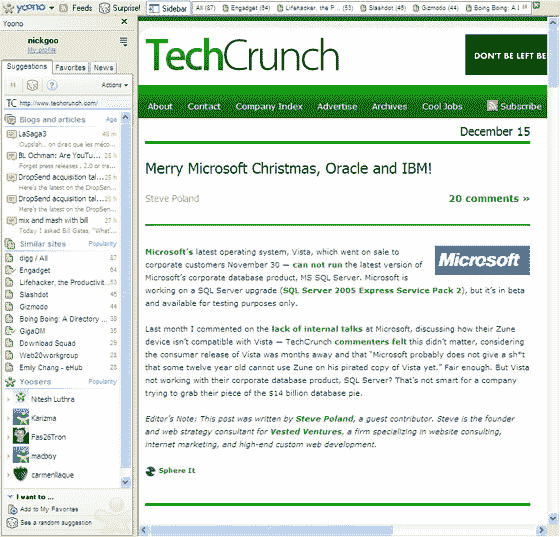 yoono Feeds Surprise! Sidebar All (87) Engadget (54) Lifehacker, the P... (53) Slashdot (45) Gizmodo (44) Boing Boing: A
Yoono
nickgoo
My profile
Suggestions Favorites News
Actions
TC http://www.techcrunch.com/
Blogs and articles Age
LaSaga3 48 m
Oupslah.. on dirait que les méco...
BL Ochman: Are YouTu... 25 h
Forget press releases , 2.0 or tra...
DropSend acquisition tal...
Here's the latest on the DropSen...
DropSend acquisition tal...
Here's the latest on the DropSen...
mix and mash with bill 27 h
Today I asked Bill Gates, "What'...
Similar sites Popularity
digg / All 87
Engadget 54
Lifehacker, the Productivit... 53
Slashdot 45
Gizmodo 44
Boing Boing: A Directory ... 38
GigaOM 35
Download Squad 29
Web20workgroup 28
Emily Chang - eHub 28
Yoosers Popularity
Nitesh Luthra
Karizma
Fas26Tron
madboy
carmenllaque
I want to ...
Add to My Favorites
See a random suggestion
TechCrunch
DON'T BE LEFT BE
About Contact Company Index Advertise Archives Cool Jobs Subscribe
December 15
Merry Microsoft Christmas, Oracle and IBM!
Steve Poland 20 comments »
Microsoft
Microsoft's latest operating system, Vista, which went on sale to
corporate customers November 30 — can not run the latest version of
Microsoft's corporate database product, MS SQL Server. Microsoft is
working on a SQL Server upgrade (SQL Server 2005 Express Service Pack 2), but it's in beta
and available for testing purposes only.
Last month I commented on the lack of internal talks at Microsoft, discussing how their Zune
device isn't compatible with Vista — TechCrunch commenters felt this didn't matter, considering
the consumer release of Vista was months away and that "Microsoft probably does not give a sh*t
that some twelve year old cannot use Zune on his pirated copy of Vista yet." Fair enough. But Vista
not working with their corporate database product, SQL Server? That's not smart for a company
trying to grab their piece of the $14 billion database pie.
Editor's Note: This post was written by Steve Poland, a guest contributor. Steve is the founder
and web strategy consultant for Vested Ventures, a firm specializing in website consulting,
internet marketing, and high-end custom web development.
Sphere It